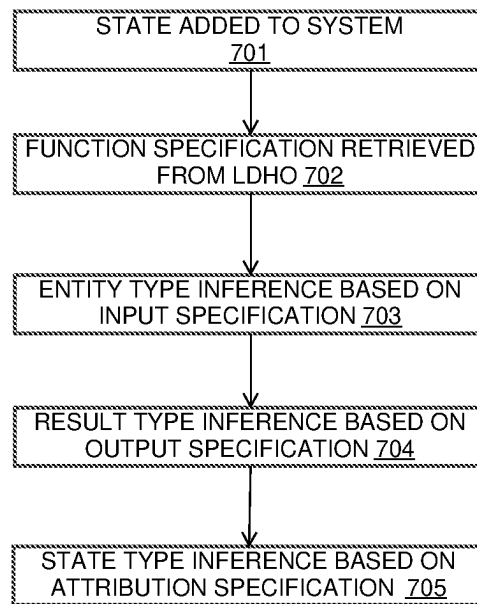 STATE ADDED TO SYSTEM
701
FUNCTION SPECIFICATION RETRIEVED
FROM LDHO 702
ENTITY TYPE INFERENCE BASED ON
INPUT SPECIFICATION 703
RESULT TYPE INFERENCE BASED ON
OUTPUT SPECIFICATION 704
STATE TYPE INFERENCE BASED ON
ATTRIBUTION SPECIFICATION 705